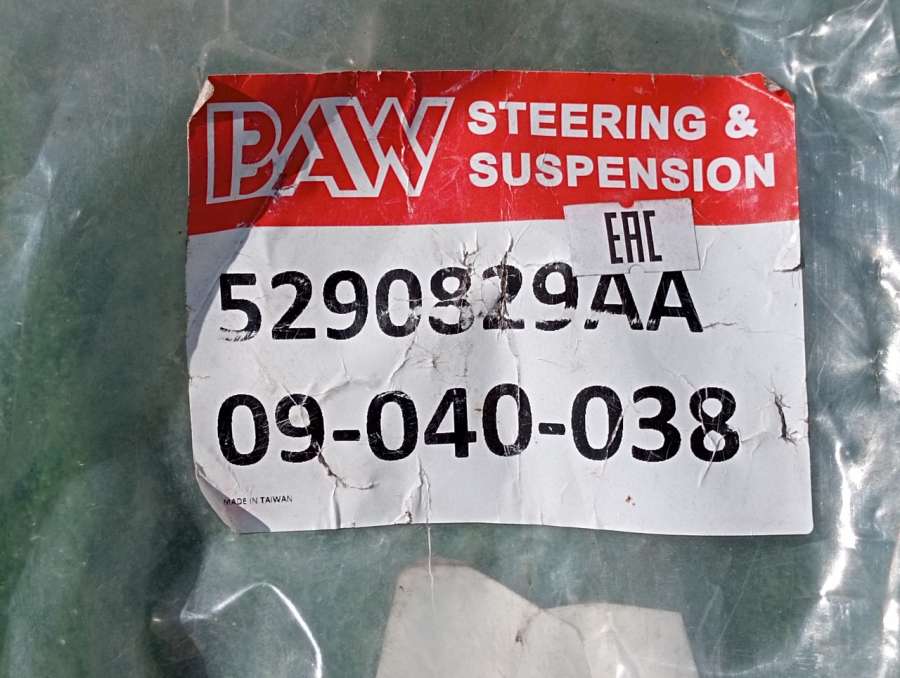 BAW STEERING &
SUSPENSION
EAC
5290829AA
09-040-038
MADE IN TAIWAN